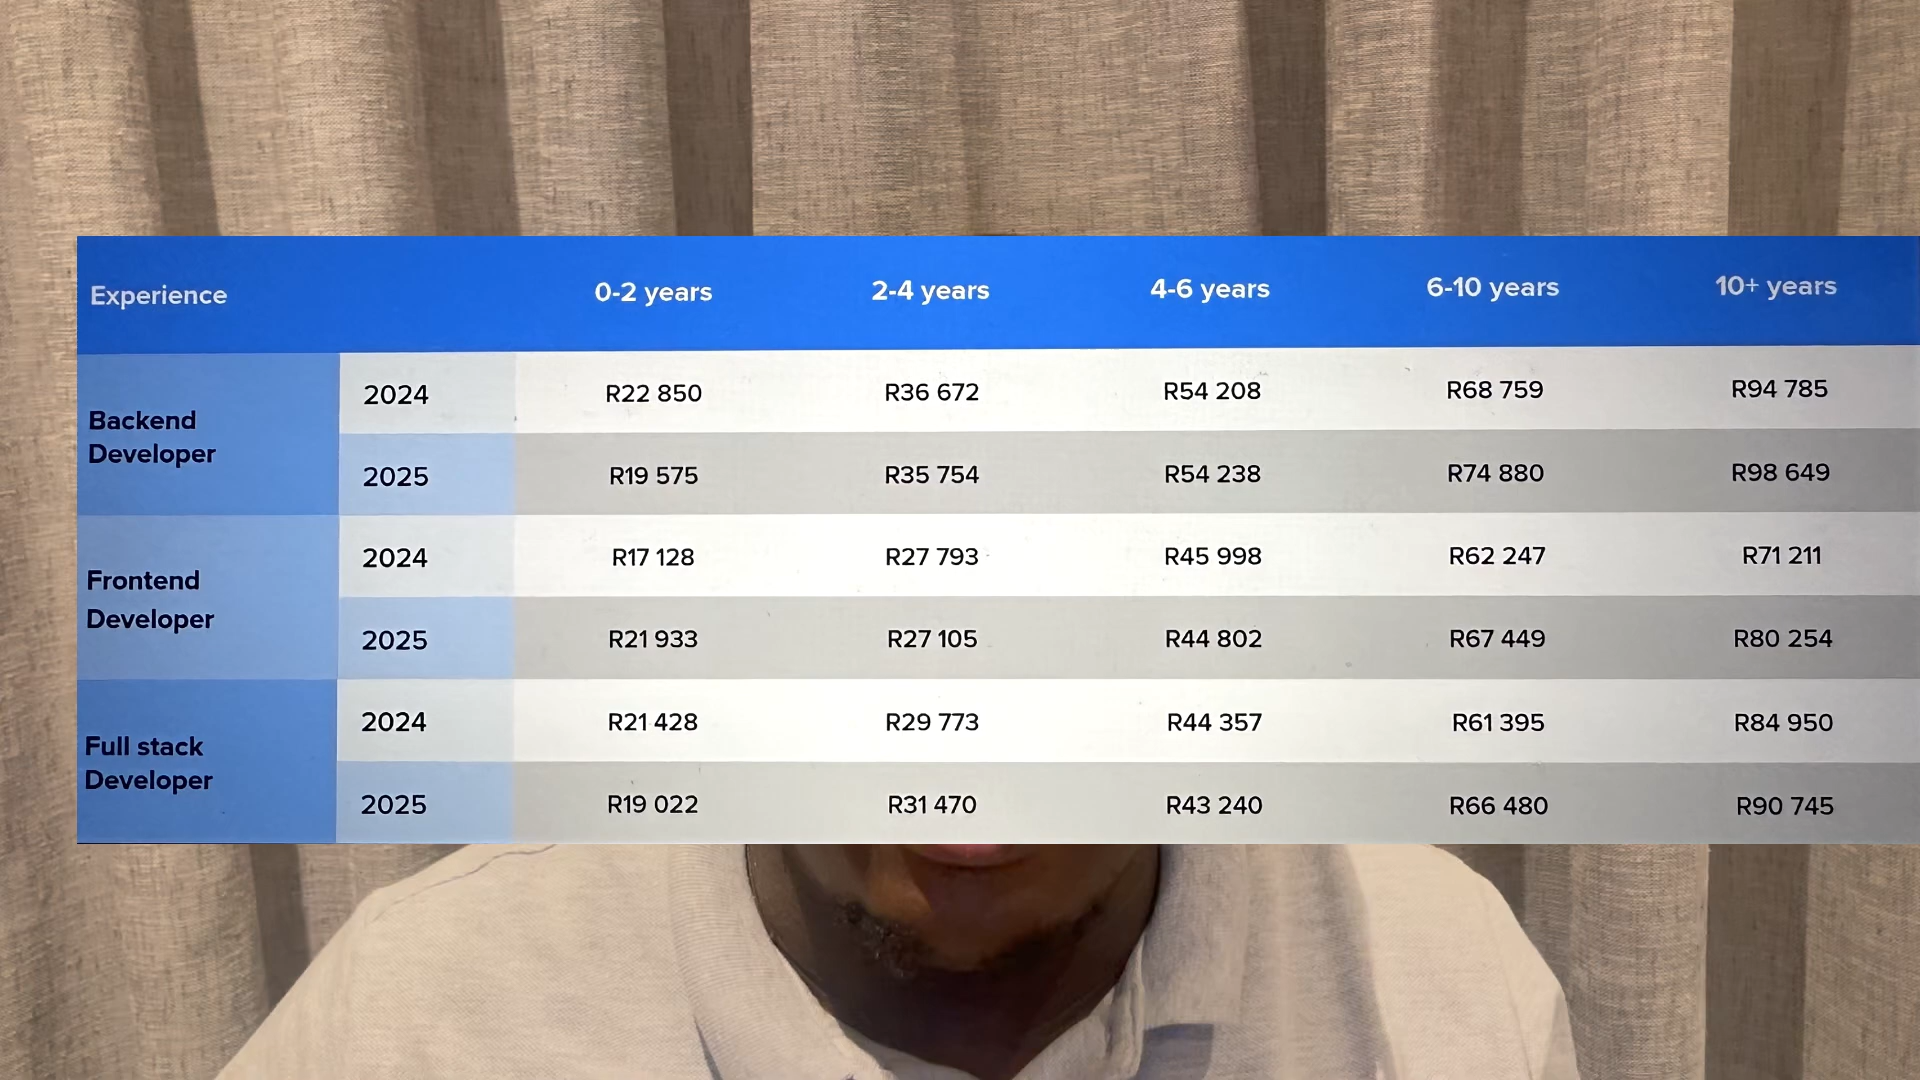 Experience 0-2 years 2-4 years 4-6 years 6-10 years 10+ years
Backend
Developer
2024 R22 850 R36 672 R54 208 R68 759 R94 785
2025 R19 575 R35 754 R54 238 R74 880 R98 649
Frontend
Developer
2024 R17 128 R27 793 R45 998 R62 247 R71 211
2025 R21 933 R27 105 R44 802 R67 449 R80 254
Full stack
Developer
2024 R21 428 R29 773 R44 357 R61 395 R84 950
2025 R19 022 R31 470 R43 240 R66 480 R90 745